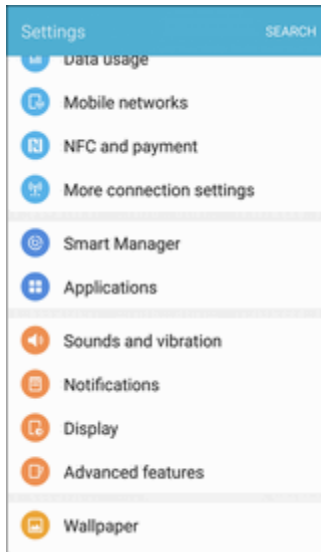 Settings
SEARCH
Data usage
Mobile networks
NFC and payment
More connection settings
Smart Manager
Applications
Sounds and vibration
Notifications
Display
Advanced features
Wallpaper